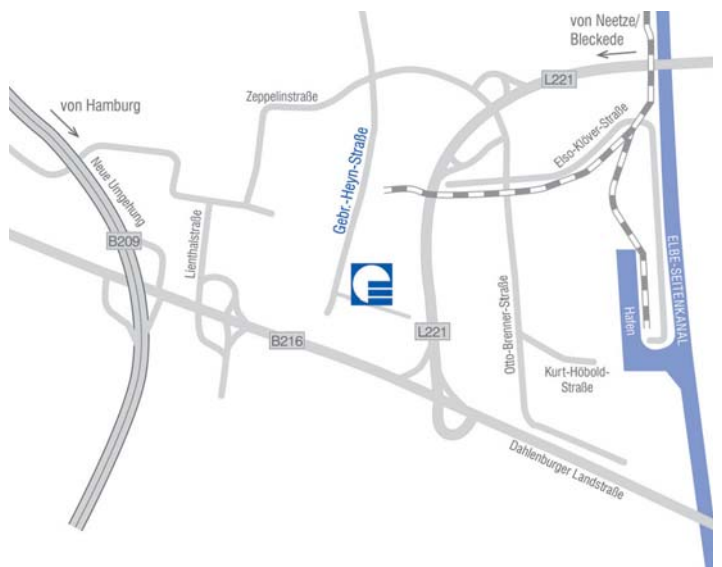 von Neetze/
Bleckede
L221
Zeppelinstraße
von Hamburg
Elso-Klöver-Straße
Gebr.-Heyn-Straße
Neue Umgehung
B209
Lienthalstraße
ELBE-SEITENKANAL
Hafen
Otto-Brenner-Straße
L221
B216
Kurt-Höbold-
Straße
Dahlenburger Landstraße